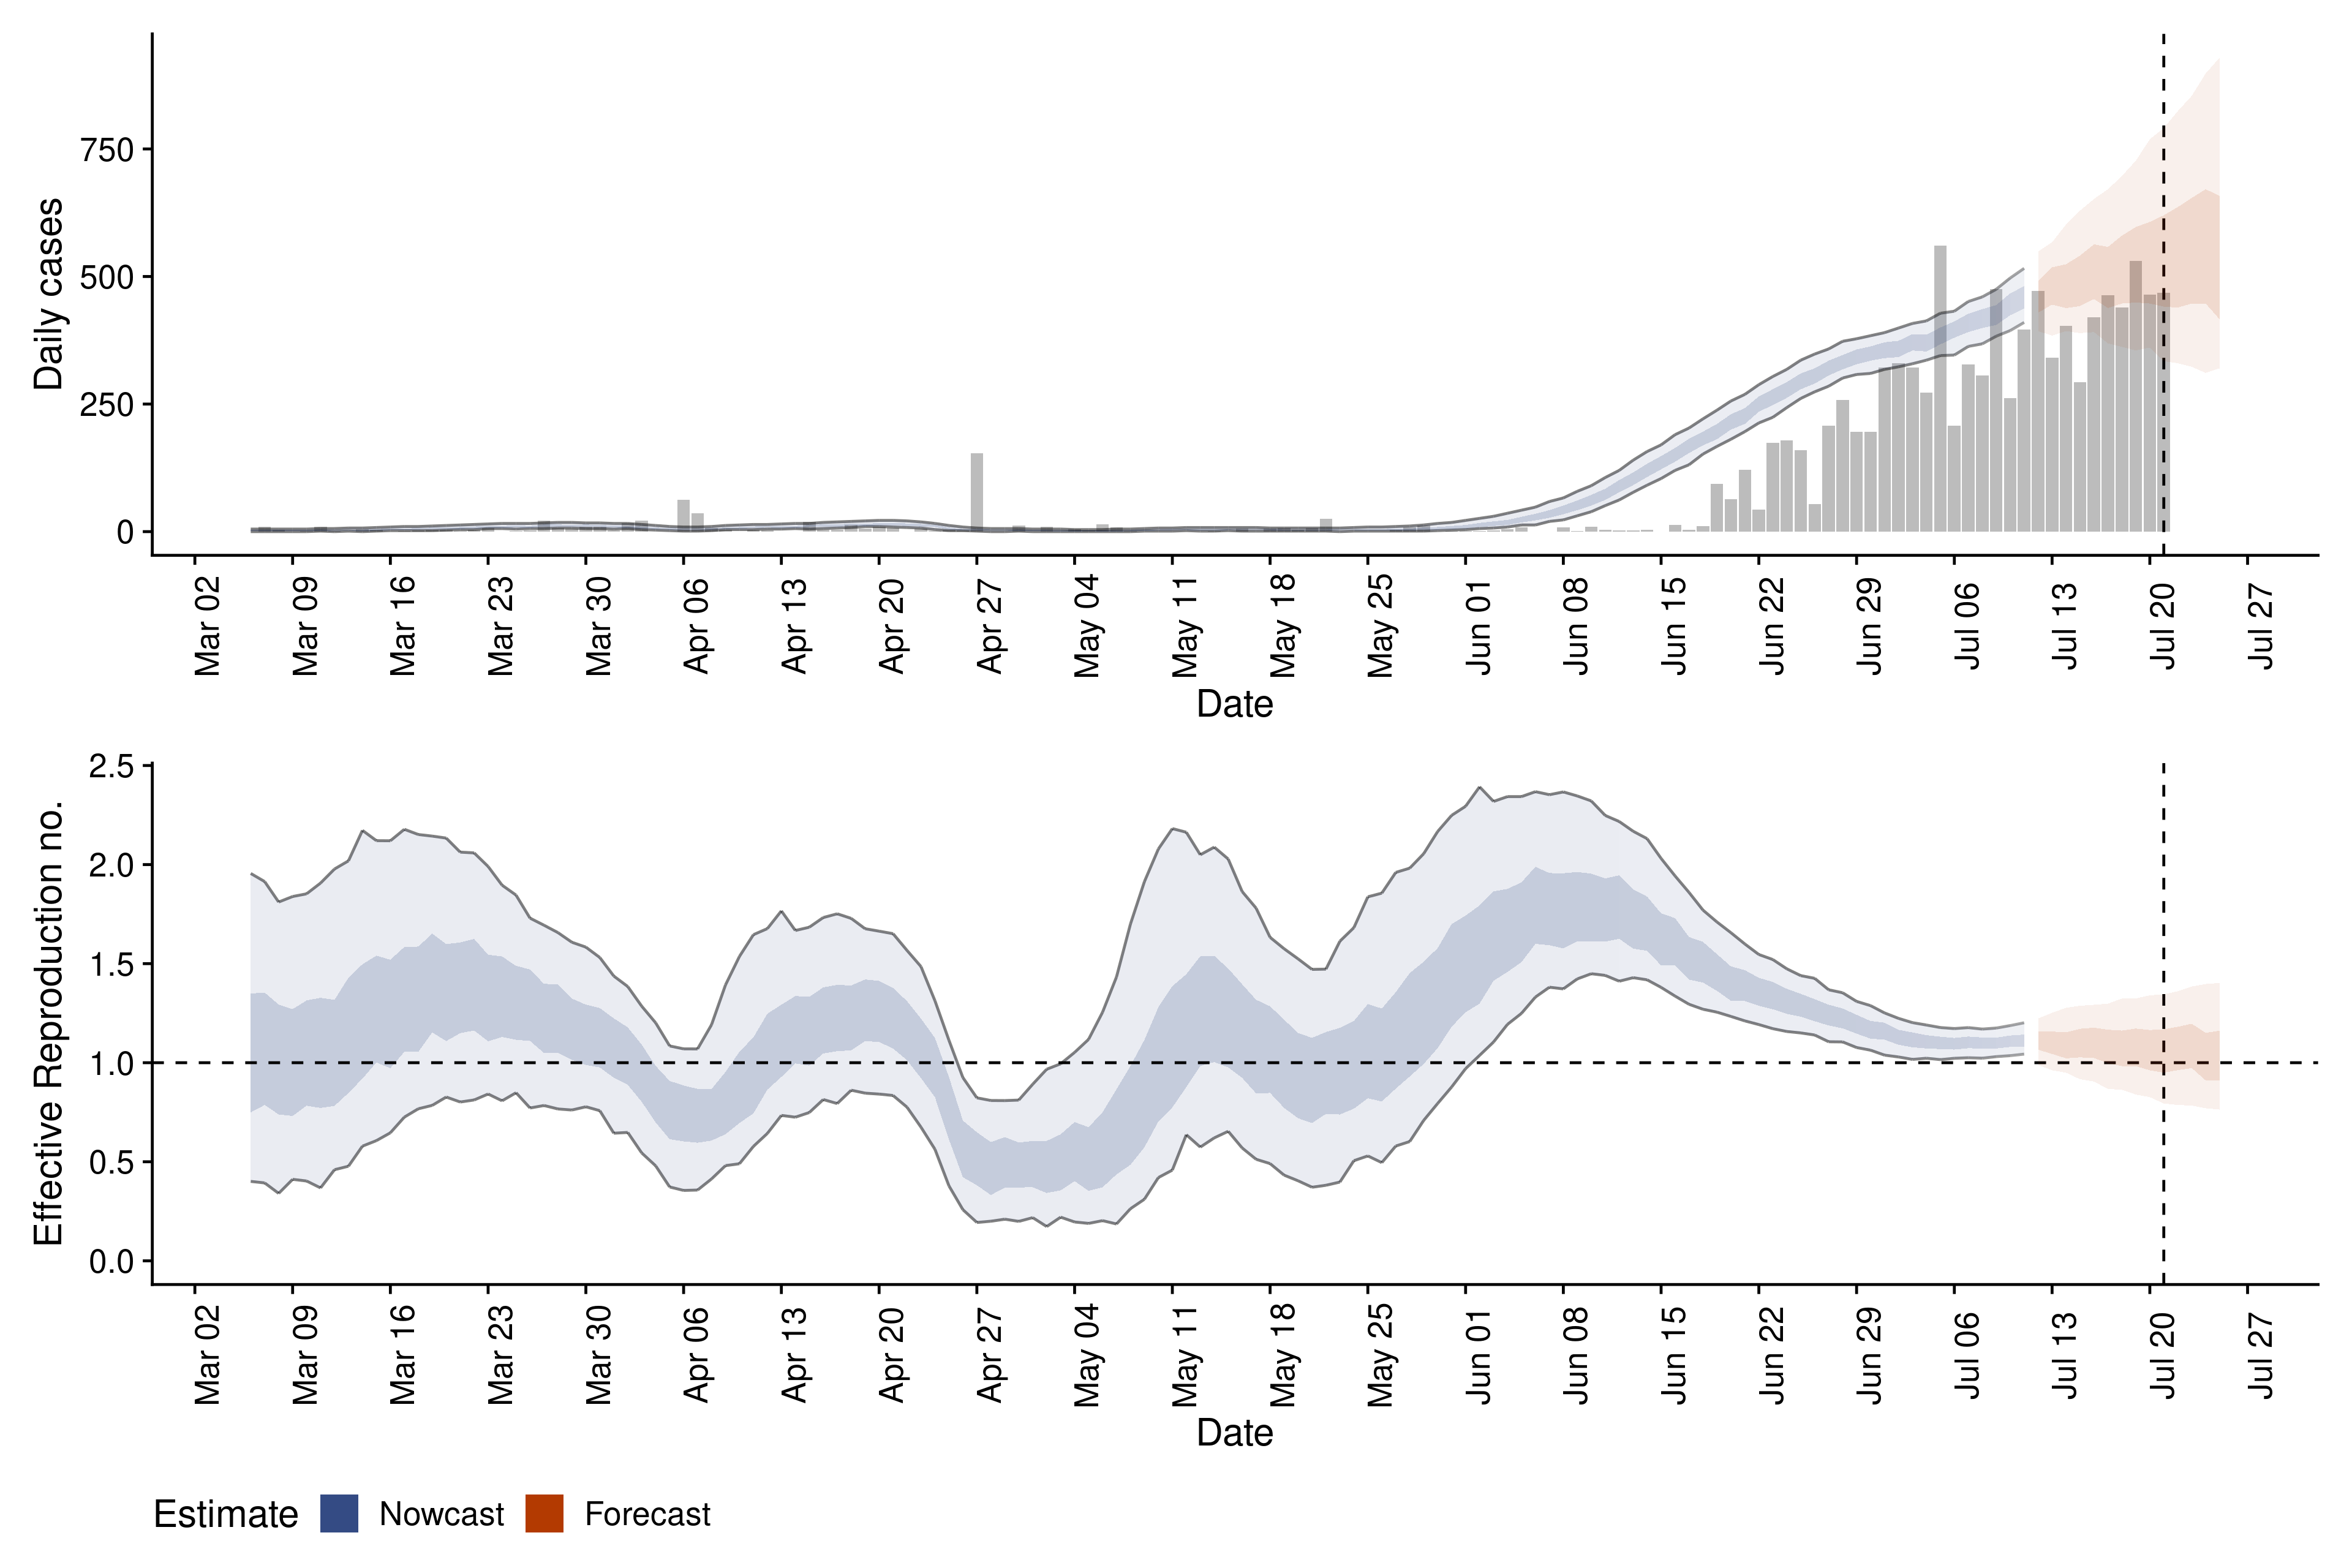 Daily cases
750
500
250
0
Mar 02 Mar 09 Mar 16 Mar 23 Mar 30 Apr 06 Apr 13 Apr 20 Apr 27 May 04 May 11 May 18 May 25 Jun 01 Jun 08 Jun 15 Jun 22 Jun 29 Jul 06 Jul 13 Jul 20 Jul 27
Date
Effective Reproduction no.
2.5
2.0
1.5
1.0
0.5
0.0
Mar 02 Mar 09 Mar 16 Mar 23 Mar 30 Apr 06 Apr 13 Apr 20 Apr 27 May 04 May 11 May 18 May 25 Jun 01 Jun 08 Jun 15 Jun 22 Jun 29 Jul 06 Jul 13 Jul 20 Jul 27
Date
Estimate Nowcast Forecast